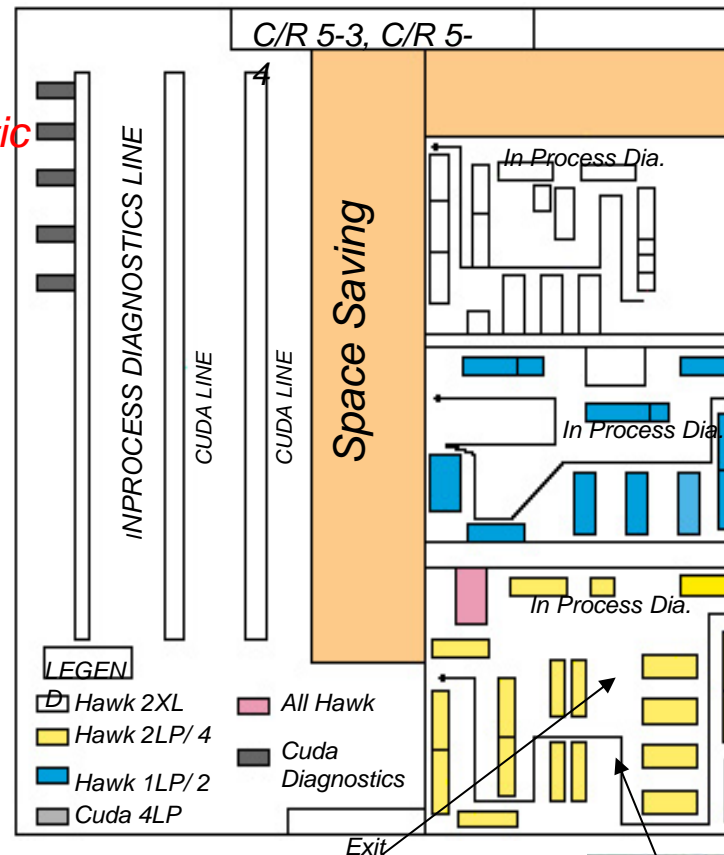 C/R 5-3, C/R 5-
4
ric
INPROCESS DIAGNOSTICS LINE
CUDA LINE
CUDA LINE
Space Saving
In Process Dia.
In Process Dia.
In Process Dia.
LEGEN
D
Hawk 2XL
Hawk 2LP/ 4
Hawk 1LP/ 2
Cuda 4LP
All Hawk
Cuda
Diagnostics
Exit